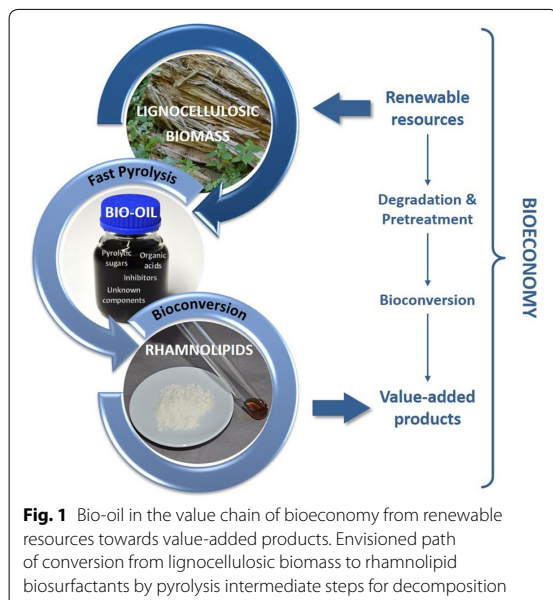 LIGNOCELLULOSIC
BIOMASS
Fast Pyrolysis
BIO-OIL
Pyrolytic
sugars
Organic
acids
Inhibitors
Unknown
components
Bioconversion
RHAMNOLIPIDS
Renewable
resources
Degradation &
Pretreatment
Bioconversion
Value-added
products
BIOECONOMY
Fig. 1 Bio-oil in the value chain of bioeconomy from renewable
resources towards value-added products. Envisioned path
of conversion from lignocellulosic biomass to rhamnolipid
biosurfactants by pyrolysis intermediate steps for decomposition